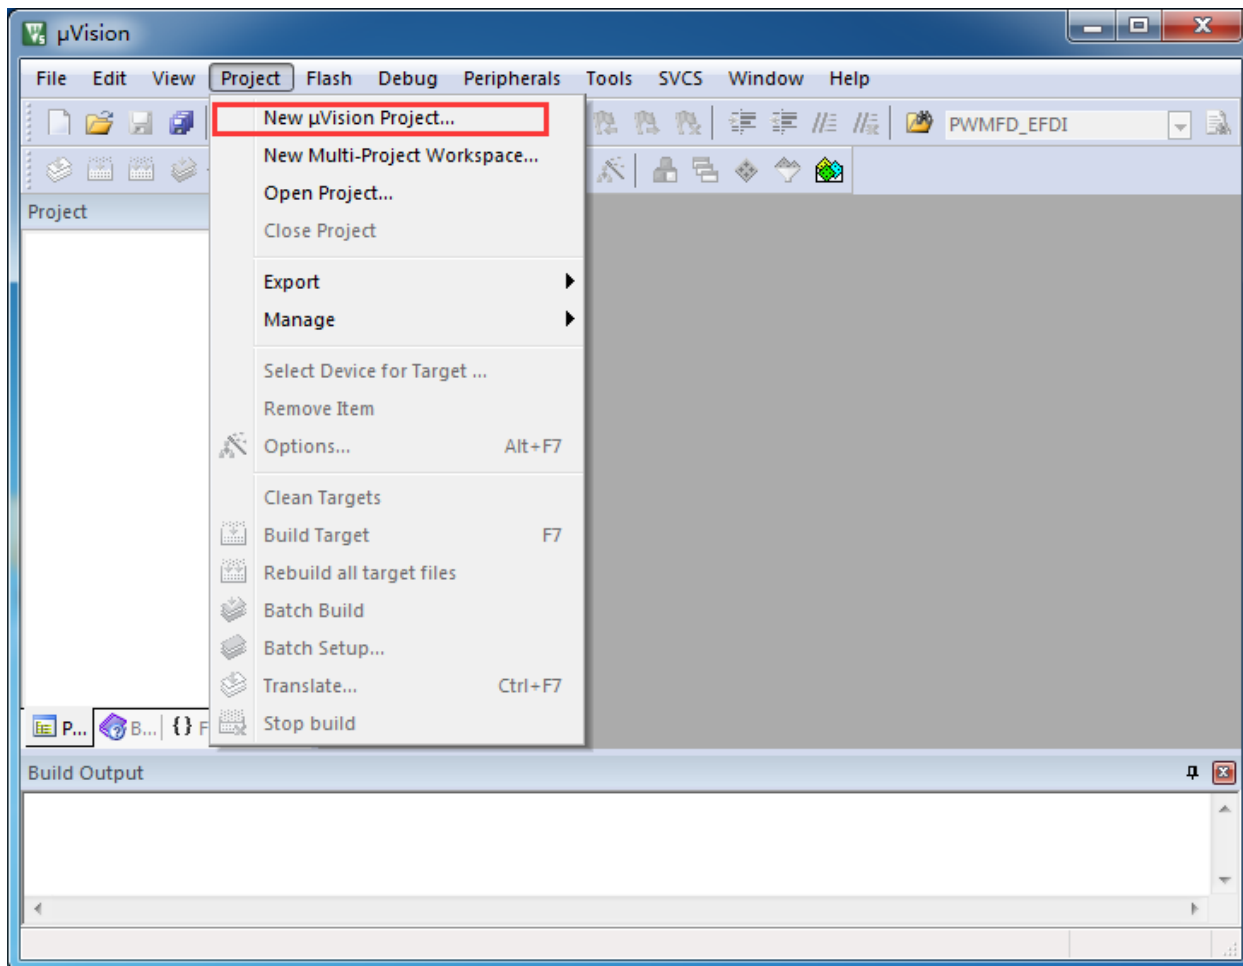 µVision
File Edit View Project Flash Debug Peripherals Tools SVCS Window Help
New µVision Project...
PWMFD_EFDI
New Multi-Project Workspace...
Project
Open Project...
Close Project
Export
Manage
Select Device for Target ...
Remove Item
Options... Alt+F7
Clean Targets
Build Target F7
Rebuild all target files
Batch Build
Batch Setup...
Translate... Ctrl+F7
Stop build
P... B... {} F
Build Output